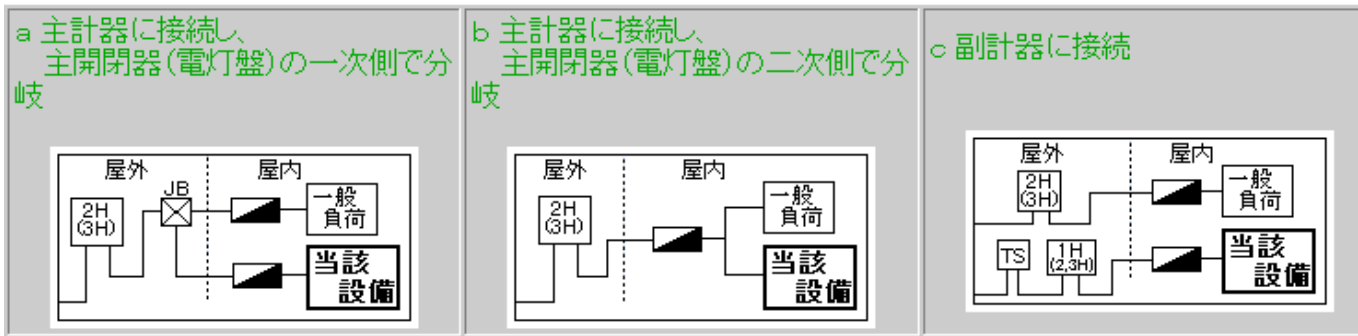 a 主計器に接続し、
主開閉器(電灯盤)の一次側で分
岐
屋外
屋内
JB
2H
(3H)
一般
負荷
当該
設備
b 主計器に接続し、
主開閉器(電灯盤)の二次側で分
岐
屋外
屋内
2H
(3H)
一般
負荷
当該
設備
c 副計器に接続
屋外
屋内
2H
(3H)
一般
負荷
TS
1H
(2,3H)
当該
設備